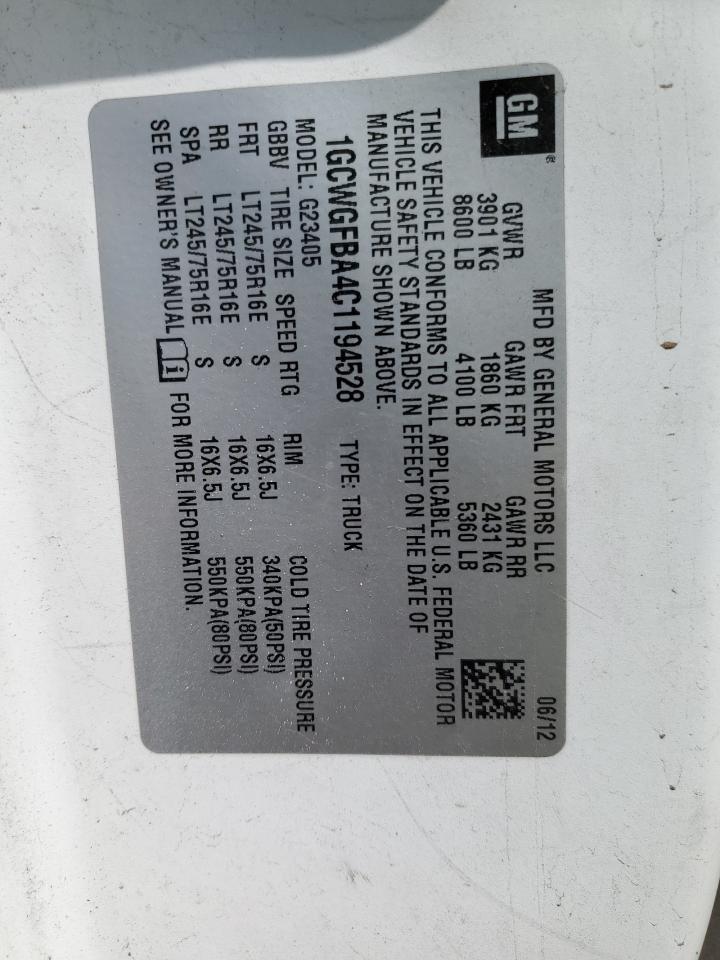 GM
MFD BY GENERAL MOTORS LLC 06/12
GVWR GAWR FRT GAWR RR
3901 KG 1860 KG 2431 KG
8600 LB 4100 LB 5360 LB
THIS VEHICLE CONFORMS TO ALL APPLICABLE U.S. FEDERAL MOTOR
VEHICLE SAFETY STANDARDS IN EFFECT ON THE DATE OF
MANUFACTURE SHOWN ABOVE.
1GCWGFBA4C1194528 TYPE: TRUCK
MODEL: G23405
GBBV TIRE SIZE SPEED RTG RIM COLD TIRE PRESSURE
FRT LT245/75R16E S 16X6.5J 340KPA(50PSI)
RR LT245/75R16E S 16X6.5J 550KPA(80PSI)
SPA LT245/75R16E S 16X6.5J 550KPA(80PSI)
SEE OWNER'S MANUAL i FOR MORE INFORMATION.